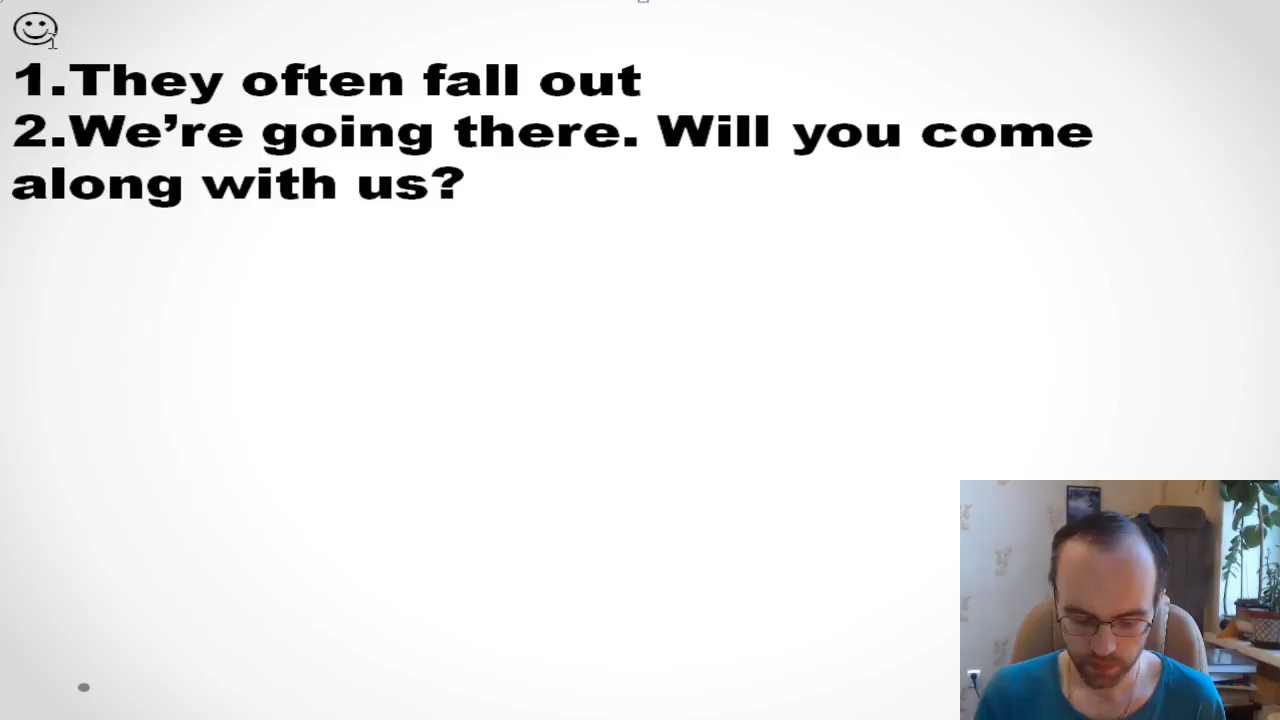 1.They often fall out
2.We’re going there. Will you come
along with us?